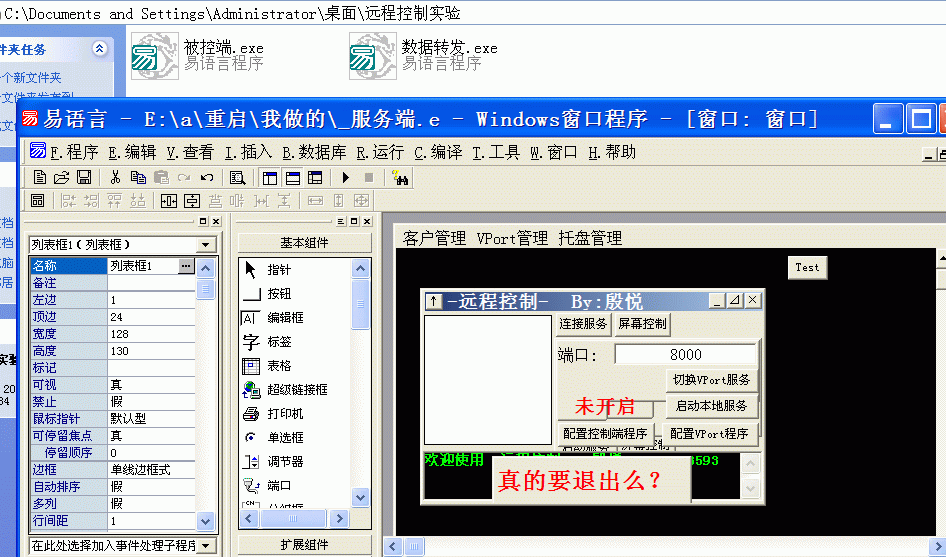 C:\Documents and Settings\Administrator\桌面\远程控制实验
件夹任务
个新文件夹
被控端.exe
易语言程序
数据转发.exe
易语言程序
易语言 - E:\a\重启\我做的\_服务端.e - Windows窗口程序 - [窗口: 窗口]
F.程序 E.编辑 V.查看 I.插入 B.数据库 R.运行 C.编译 T.工具 W.窗口 H.帮助
列表框1（列表框）
名称 列表框1
备注
左边 1
顶边 24
宽度 128
高度 130
标记
可视 真
禁止 假
鼠标指针 默认型
可停留焦点 真
停留顺序 0
边框 单线边框式
自动排序 假
多列 假
行间距 1
在此处选择加入事件处理子程序
基本组件
指针
按钮
编辑框
标签
表格
超级链接框
打印机
单选框
调节器
端口
扩展组件
客户管理 VPort管理 托盘管理
Test
-远程控制- By:殷悦
连接服务 屏幕控制
端口: 8000
切换VPort服务
未开启
启动本地服务
配置控制端程序 配置VPort程序
欢迎使用 593
真的要退出么？